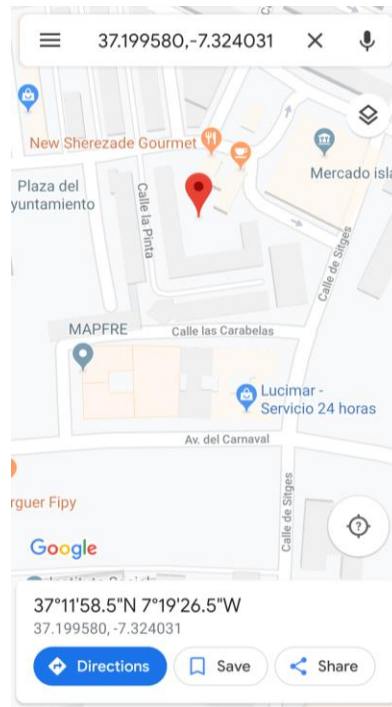 37.199580,-7.324031
New Sherezade Gourmet
Mercado isla
Plaza del
yuntamiento
Calle la Pinta
Calle de Sitges
MAPFRE
Calle las Carabelas
Lucimar -
Servicio 24 horas
Av. del Carnaval
rguer Fipy
Calle de Sitges
Google
37°11'58.5"N 7°19'26.5"W
37.199580, -7.324031
Directions
Save
Share